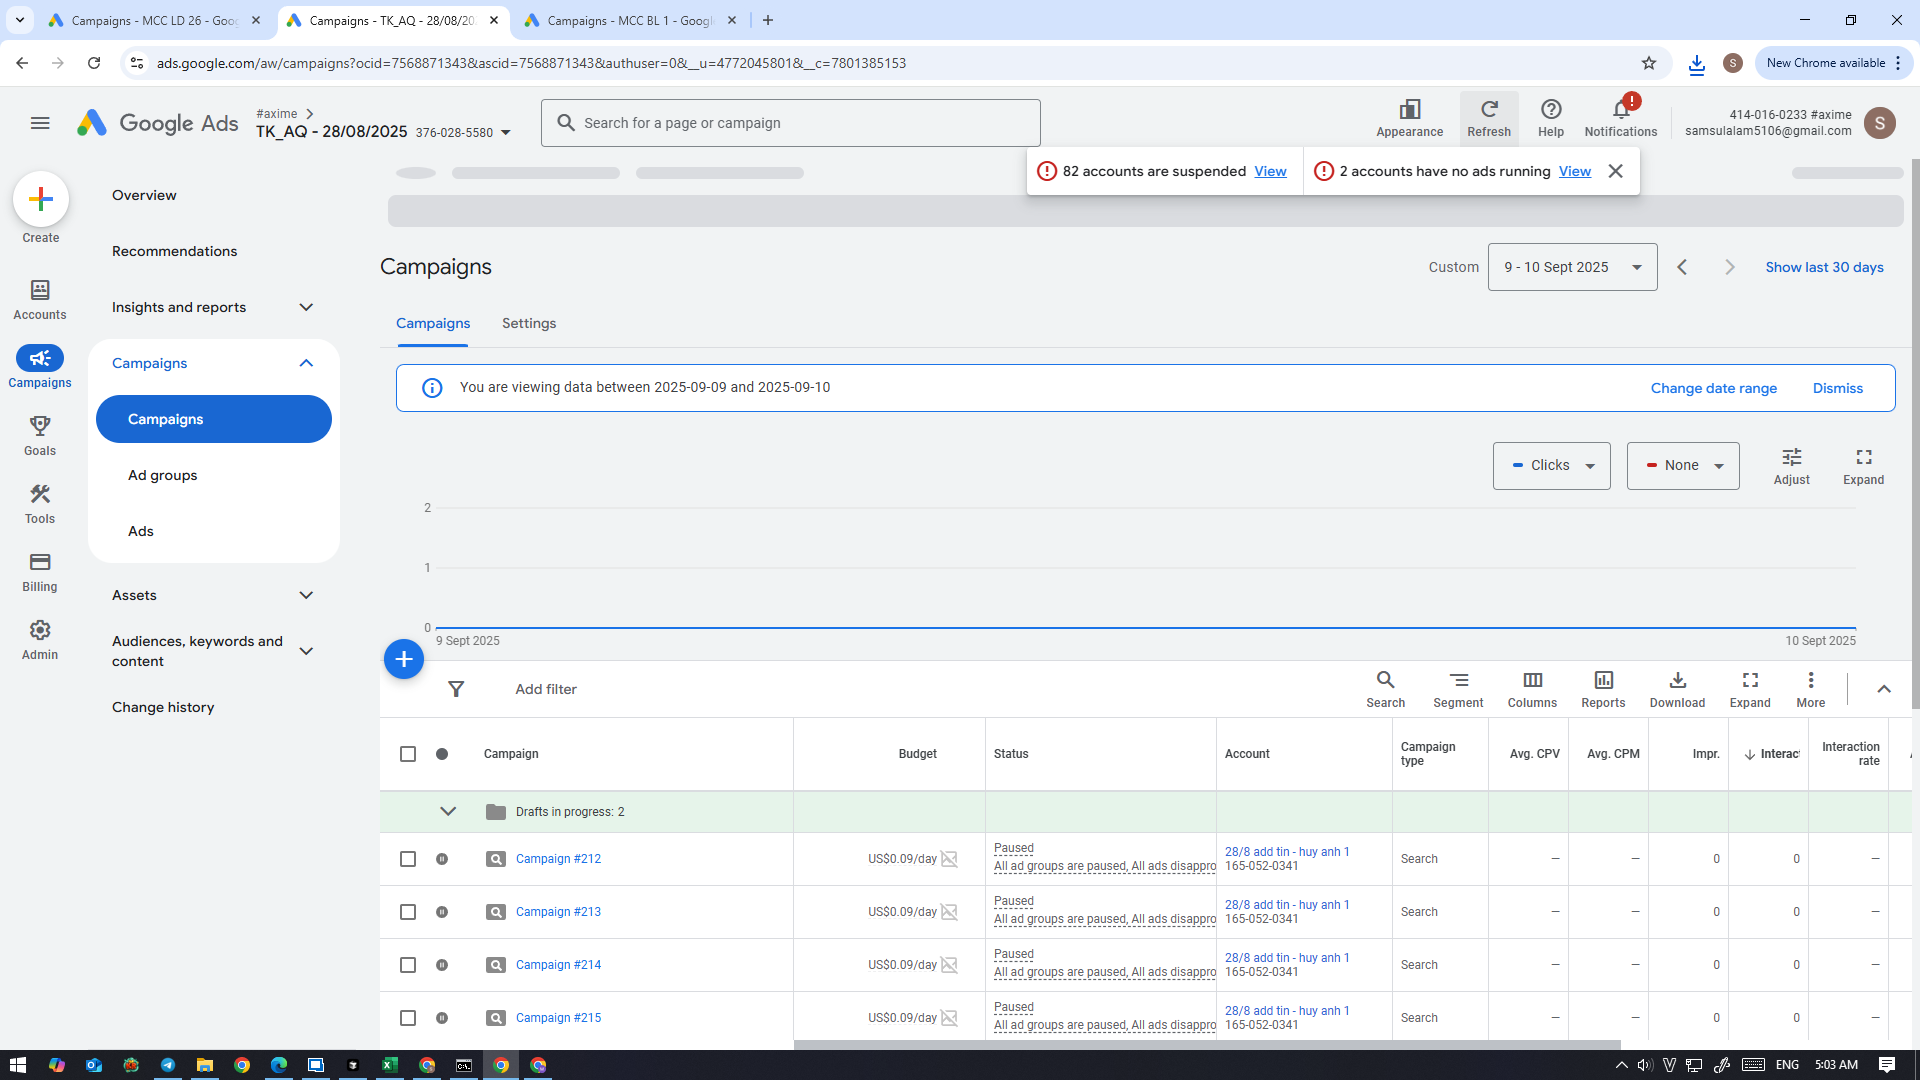 Campaigns - MCC LD 26 - Goog
Campaigns - TK_AQ - 28/08/20
Campaigns - MCC BL 1 - Google
ads.google.com/aw/campaigns?ocid=7568871343&ascid=7568871343&authuser=0&__u=4772045801&__c=7801385153
S
New Chrome available
Google Ads
#axime
TK_AQ - 28/08/2025 376-028-5580
Search for a page or campaign
Appearance
Refresh
Help
Notifications
414-016-0233 #axime
samsulalam5106@gmail.com
S
82 accounts are suspended View
2 accounts have no ads running View
Create
Accounts
Campaigns
Goals
Tools
Billing
Admin
Overview
Recommendations
Insights and reports
Campaigns
Campaigns
Ad groups
Ads
Assets
Audiences, keywords and
content
Change history
Campaigns
Custom
9 - 10 Sept 2025
Show last 30 days
Campaigns
Settings
You are viewing data between 2025-09-09 and 2025-09-10
Change date range
Dismiss
Clicks
None
Adjust
Expand
2
1
0
9 Sept 2025
10 Sept 2025
Add filter
Search
Segment
Columns
Reports
Download
Expand
More
Campaign
Budget
Status
Account
Campaign
type
Avg. CPV
Avg. CPM
Impr.
Interac
Interaction
rate
Drafts in progress: 2
Campaign #212
US$0.09/day
Paused
All ad groups are paused, All ads disappro
28/8 add tin - huy anh 1
165-052-0341
Search
—
—
0
0
—
Campaign #213
US$0.09/day
Paused
All ad groups are paused, All ads disappro
28/8 add tin - huy anh 1
165-052-0341
Search
—
—
0
0
—
Campaign #214
US$0.09/day
Paused
All ad groups are paused, All ads disappro
28/8 add tin - huy anh 1
165-052-0341
Search
—
—
0
0
—
Campaign #215
US$0.09/day
Paused
All ad groups are paused, All ads disappro
28/8 add tin - huy anh 1
165-052-0341
Search
—
—
0
0
—
ENG
5:03 AM